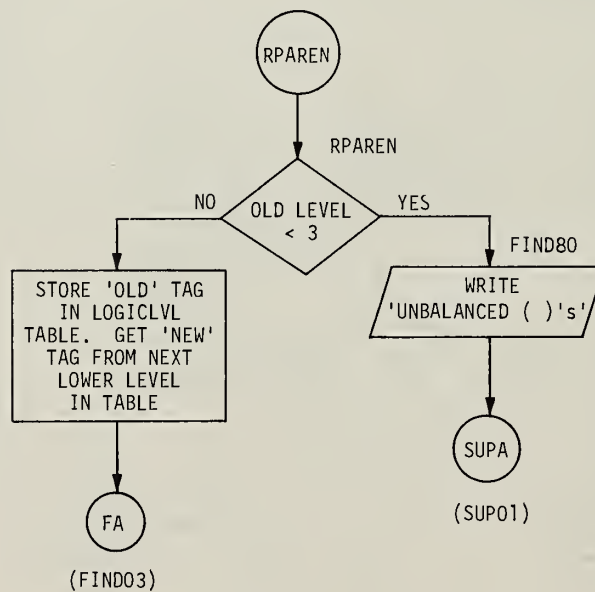 RPAREN
RPAREN
OLD LEVEL
< 3
NO
YES
STORE 'OLD' TAG
IN LOGICLVL
TABLE. GET 'NEW'
TAG FROM NEXT
LOWER LEVEL
IN TABLE
FA
(FIND03)
FIND80
WRITE
'UNBALANCED ( )'s'
SUPA
(SUP01)